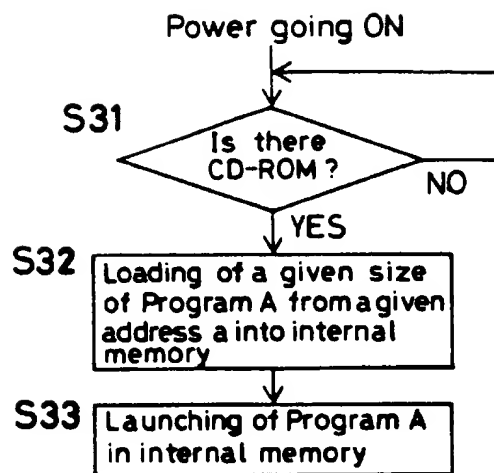 Power going ON
S31
Is there
CD-ROM ?
NO
YES
S32
Loading of a given size
of Program A from a given
address a into internal
memory
S33
Launching of Program A
in internal memory